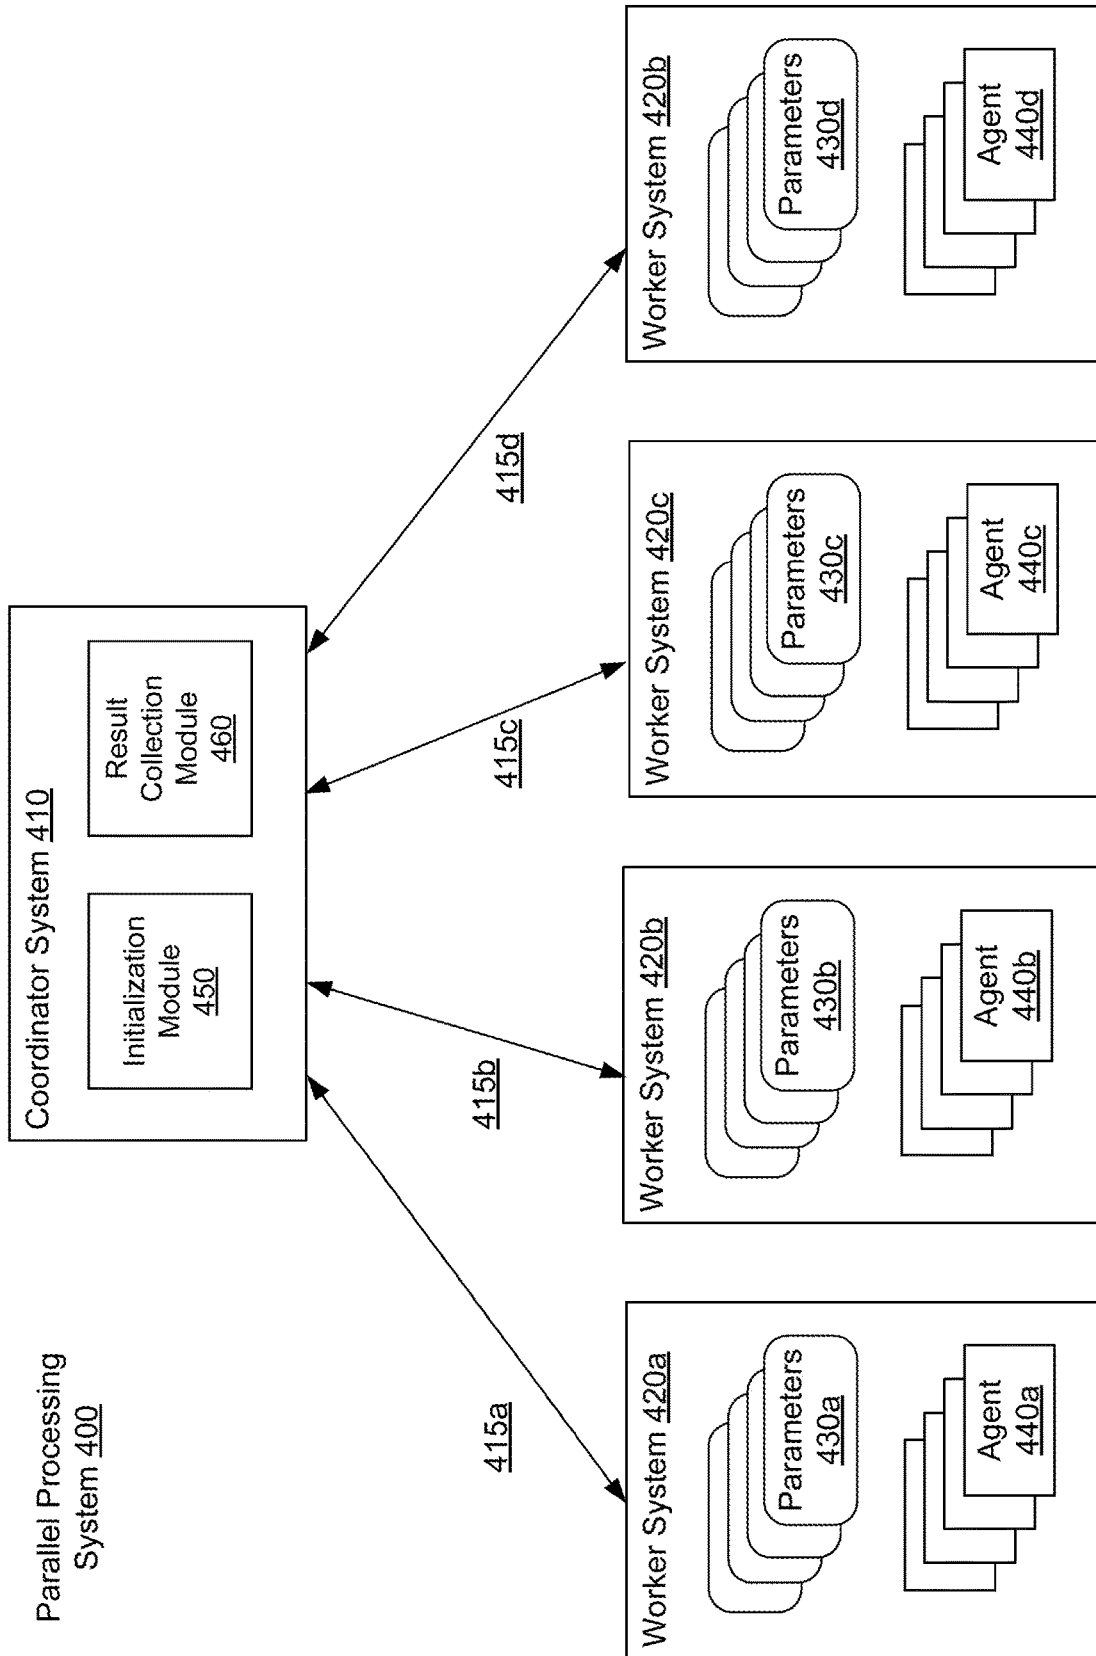 Parallel Processing
System 400
Coordinator System 410
Initialization
Module
450
Result
Collection
Module
460
415a
415b
415c
415d
Worker System 420a
Parameters
430a
Agent
440a
Worker System 420b
Parameters
430b
Agent
440b
Worker System 420c
Parameters
430c
Agent
440c
Worker System 420b
Parameters
430d
Agent
440d